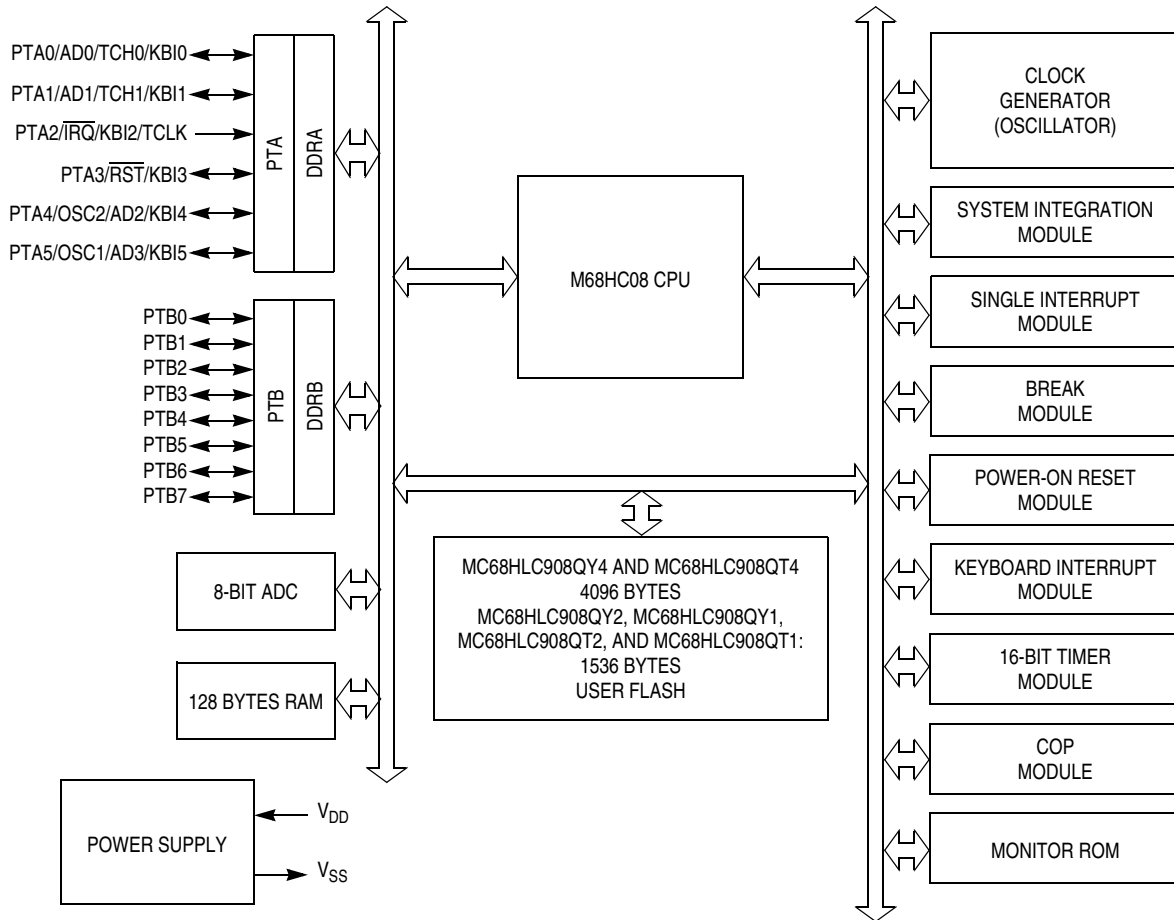 PTA0/AD0/TCH0/KBI0
PTA1/AD1/TCH1/KBI1
PTA2/I̅R̅Q̅/KBI2/TCLK
PTA3/R̅S̅T̅/KBI3
PTA4/OSC2/AD2/KBI4
PTA5/OSC1/AD3/KBI5
PTA
DDRA
PTB0
PTB1
PTB2
PTB3
PTB4
PTB5
PTB6
PTB7
PTB
DDRB
8-BIT ADC
128 BYTES RAM
POWER SUPPLY
VDD
VSS
M68HC08 CPU
MC68HLC908QY4 AND MC68HLC908QT4
4096 BYTES
MC68HLC908QY2, MC68HLC908QY1,
MC68HLC908QT2, AND MC68HLC908QT1:
1536 BYTES
USER FLASH
CLOCK
GENERATOR
(OSCILLATOR)
SYSTEM INTEGRATION
MODULE
SINGLE INTERRUPT
MODULE
BREAK
MODULE
POWER-ON RESET
MODULE
KEYBOARD INTERRUPT
MODULE
16-BIT TIMER
MODULE
COP
MODULE
MONITOR ROM